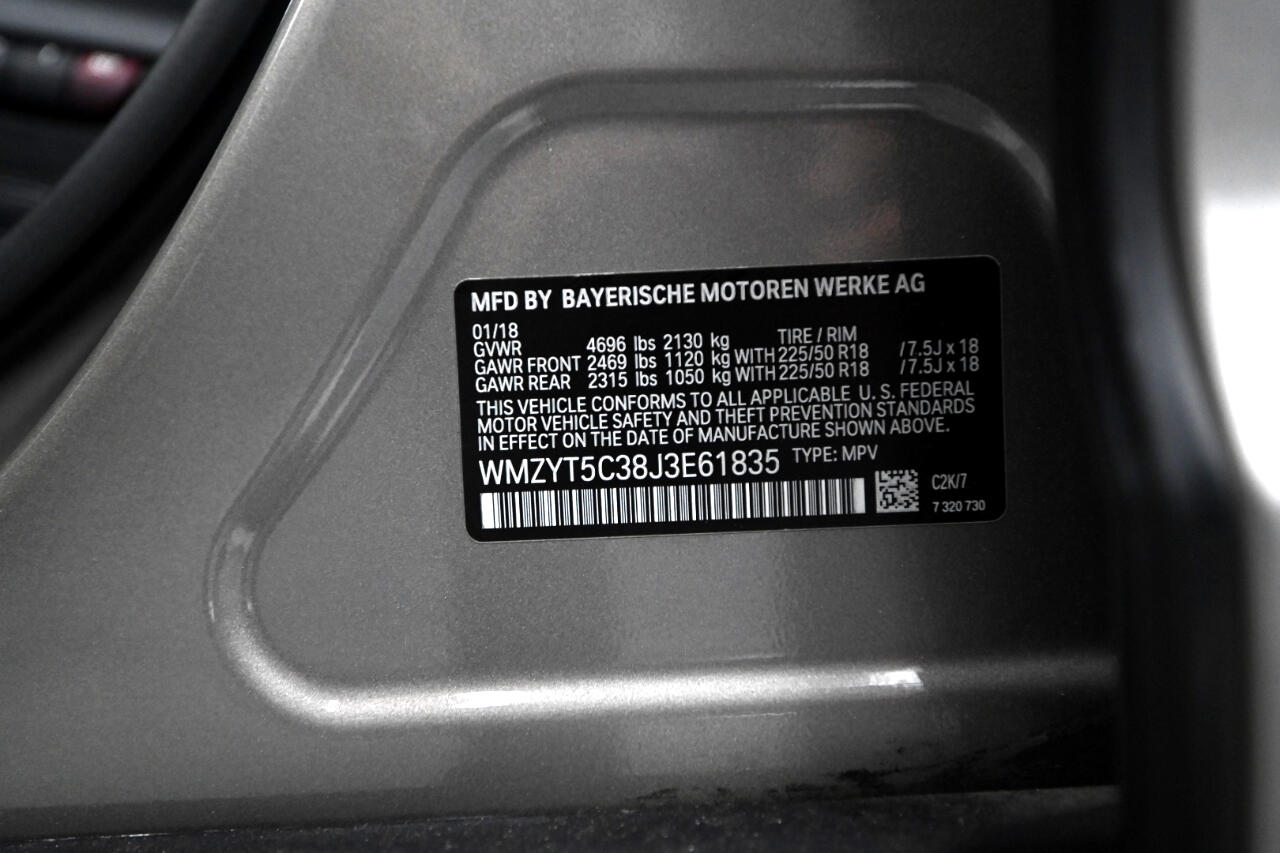 MFD BY BAYERISCHE MOTOREN WERKE AG
01/18
GVWR 4696 lbs 2130 kg TIRE / RIM
GAWR FRONT 2469 lbs 1120 kg WITH 225/50 R18 /7.5J x 18
GAWR REAR 2315 lbs 1050 kg WITH 225/50 R18 /7.5J x 18
THIS VEHICLE CONFORMS TO ALL APPLICABLE U. S. FEDERAL
MOTOR VEHICLE SAFETY AND THEFT PREVENTION STANDARDS
IN EFFECT ON THE DATE OF MANUFACTURE SHOWN ABOVE.
WMZYT5C38J3E61835 TYPE: MPV
C2K/7
7 320 730